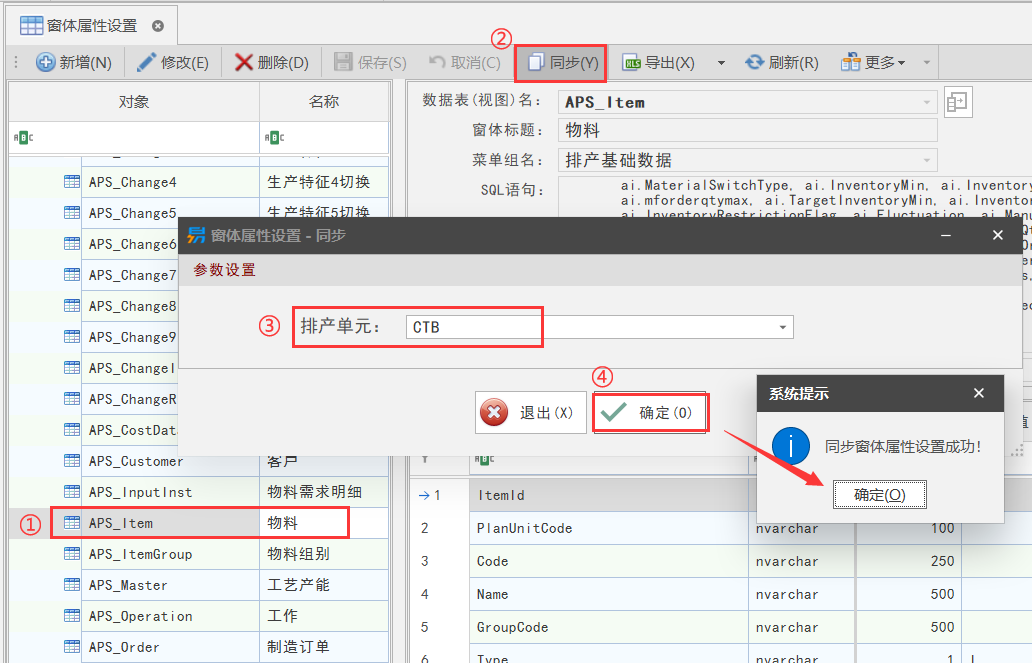 窗体属性设置
新增(N) 修改(E) 删除(D) 保存(S) 取消(C) ② 同步(Y) 导出(X) 刷新(R) 更多
对象 名称
ABC ABC
APS_Change4 生产特征4切换
APS_Change5 生产特征5切换
APS_Change6
APS_Change7
APS_Change8
APS_Change9
APS_ChangeI
APS_ChangeR
APS_CostDat
APS_Customer 客户
APS_InputInst 物料需求明细
① APS_Item 物料
APS_ItemGroup 物料组别
APS_Master 工艺产能
APS_Operation 工作
APS_Order 制造订单
数据表(视图)名: APS_Item
窗体标题: 物料
菜单组名: 排产基础数据
SQL语句: ai.MaterialSwitchType, ai.InventoryMin, ai.Inventory
ai.mforderqtymax, ai.TargetInventoryMin, ai.Inventor
ai.InventoryRestrictionFlag, ai.Fluctuation, ai.Manu
窗体属性设置 - 同步
参数设置
③ 排产单元: CTB
④
退出(X) 确定(O)
系统提示
同步窗体属性设置成功!
确定(O)
ABC
1 ItemId
2 PlanUnitCode nvarchar 100
3 Code nvarchar 250
4 Name nvarchar 500
5 GroupCode nvarchar 500
6 Type nvarchar 1